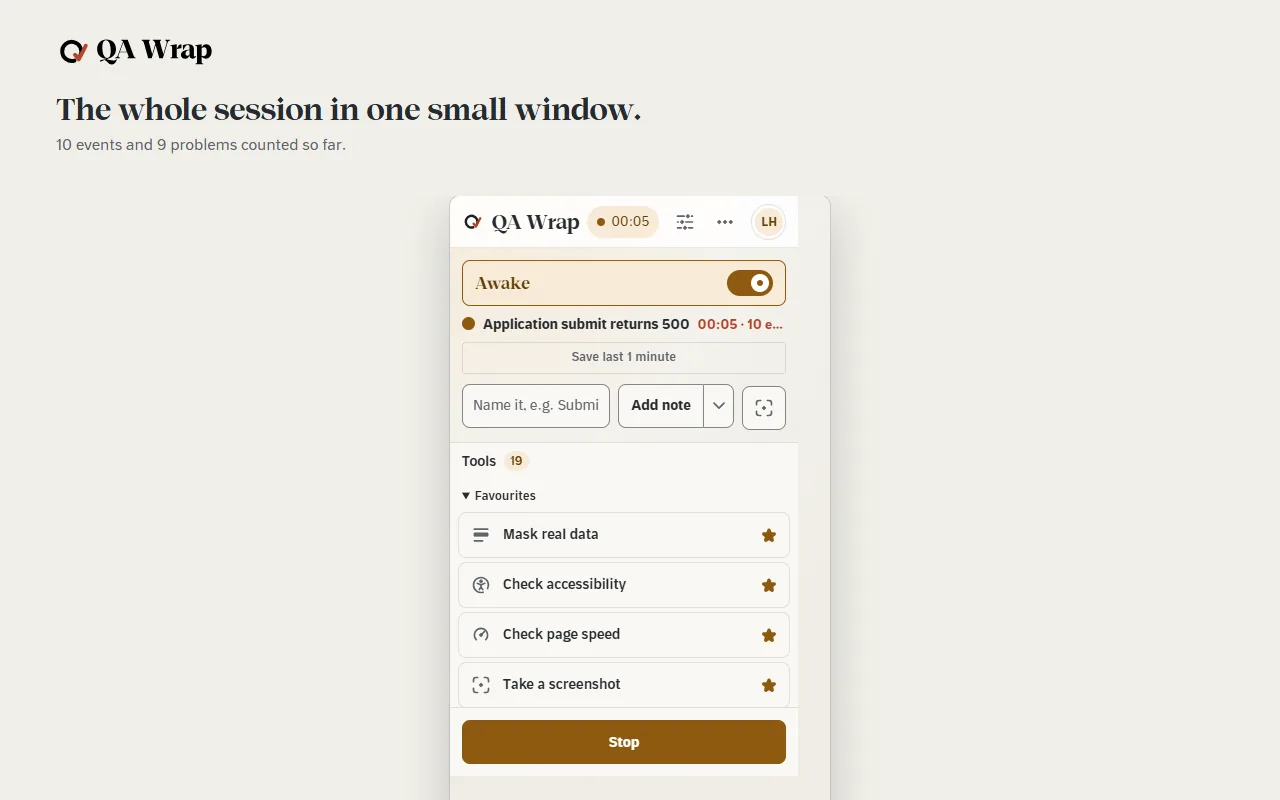 QA Wrap
The whole session in one small window.
10 events and 9 problems counted so far.
QA Wrap 00:05 LH
Awake
Application submit returns 500 00:05 · 10 e...
Save last 1 minute
Name it, e.g. Submi Add note
Tools 19
Favourites
Mask real data
Check accessibility
Check page speed
Take a screenshot
Stop